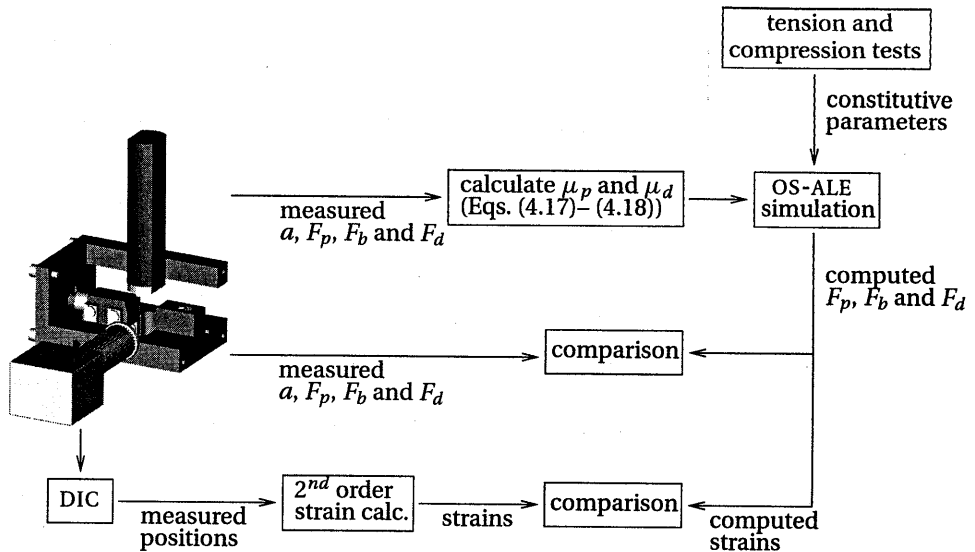 tension and
compression tests
constitutive
parameters
calculate μp and μd
(Eqs. (4.17)– (4.18))
OS-ALE
simulation
measured
a, Fp, Fb and Fd
computed
Fp, Fb and Fd
comparison
measured
a, Fp, Fb and Fd
DIC
measured
positions
2nd order
strain calc.
strains
comparison
computed
strains